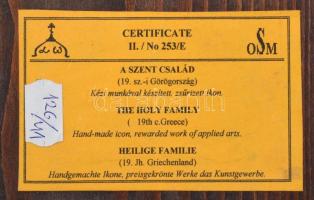 CERTIFICATE
II. / No 253/E
α ω
OSM
A SZENT CSALÁD
(19. sz.-i Görögország)
Kézi munkával készített, zsűrizett ikon.
THE HOLY FAMILY
( 19th c.Greece)
Hand-made icon, rewarded work of applied arts.
HEILIGE FAMILIE
(19. Jh. Griechenland)
Handgemachte Ikone, preisgekrönte Werke das Kunstgewerbe.